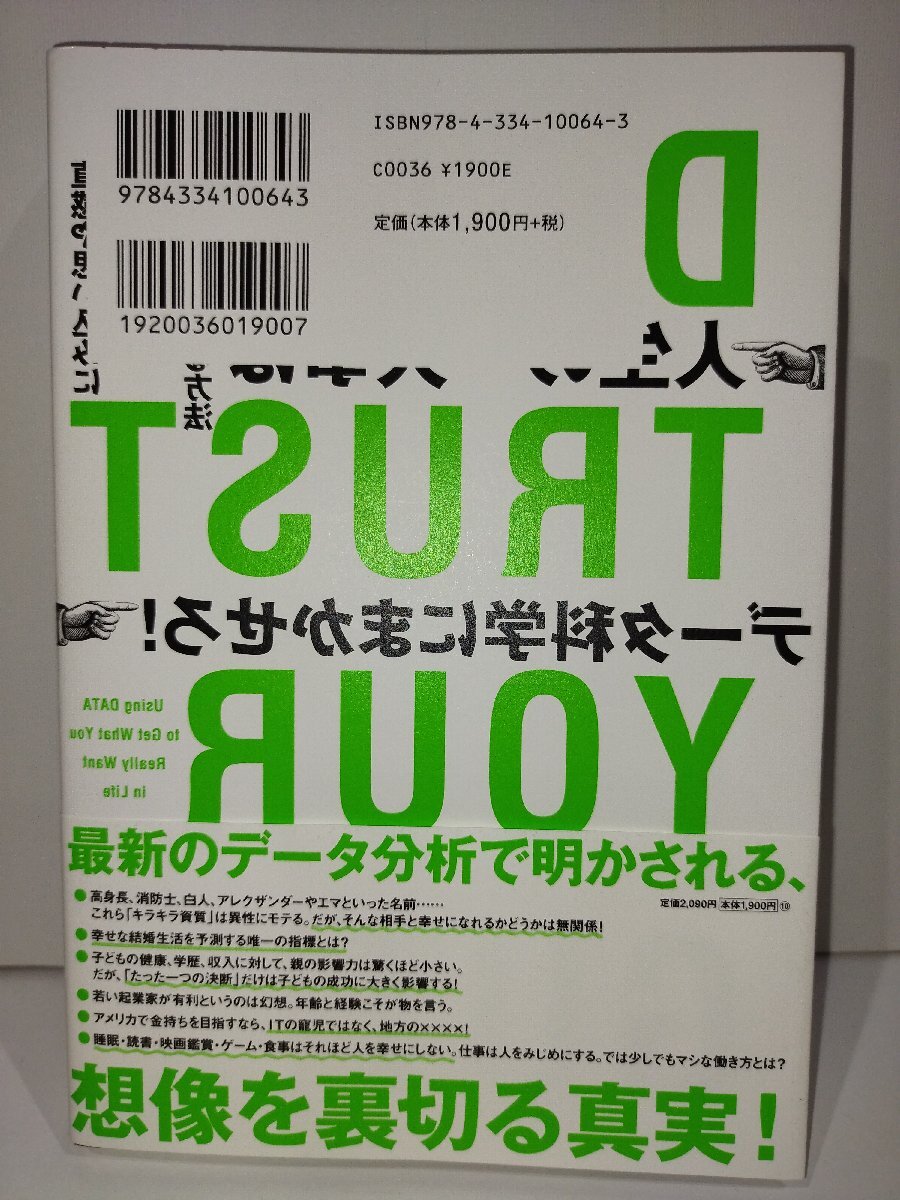 ISBN978-4-334-10064-3
C0036 ¥1900E
定価(本体1,900円+税)
9784334100643
1920036019007
D
人生の
方法
TRUST
データ科学にまかせろ!
YOUR
Using DATA
to Get What You
Really Want
in Life
最新のデータ分析で明かされる、
定価2,090円 本体1,900円 ⑩
●高身長、消防士、白人、アレクザンダーやエマといった名前……
これら「キラキラ資質」は異性にモテる。だが、そんな相手と幸せになれるかどうかは無関係!
●幸せな結婚生活を予測する唯一の指標とは?
●子どもの健康、学歴、収入に対して、親の影響力は驚くほど小さい。
だが、「たった一つの決断」だけは子どもの成功に大きく影響する!
●若い起業家が有利というのは幻想。年齢と経験こそが物を言う。
●アメリカで金持ちを目指すなら、ITの寵児ではなく、地方の××××!
●睡眠・読書・映画鑑賞・ゲーム・食事はそれほど人を幸せにしない。仕事は人をみじめにする。では少しでもマシな働き方とは?
想像を裏切る真実!